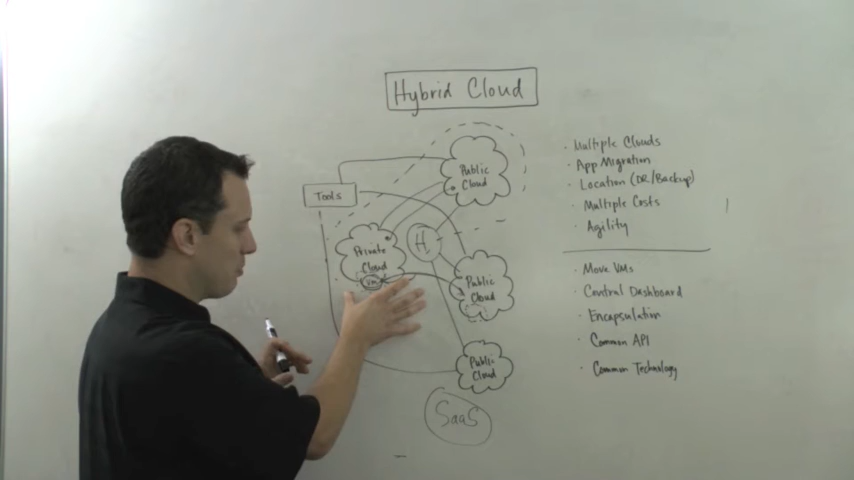 Hybrid Cloud
Public
Cloud
Tools
H
Private
Cloud
VM
Public
Cloud
Public
Cloud
SaaS
· Multiple Clouds
· App Migration
· Location (DR/Backup)
· Multiple Costs
· Agility
· Move VMs
· Central Dashboard
· Encapsulation
· Common API
· Common Technology